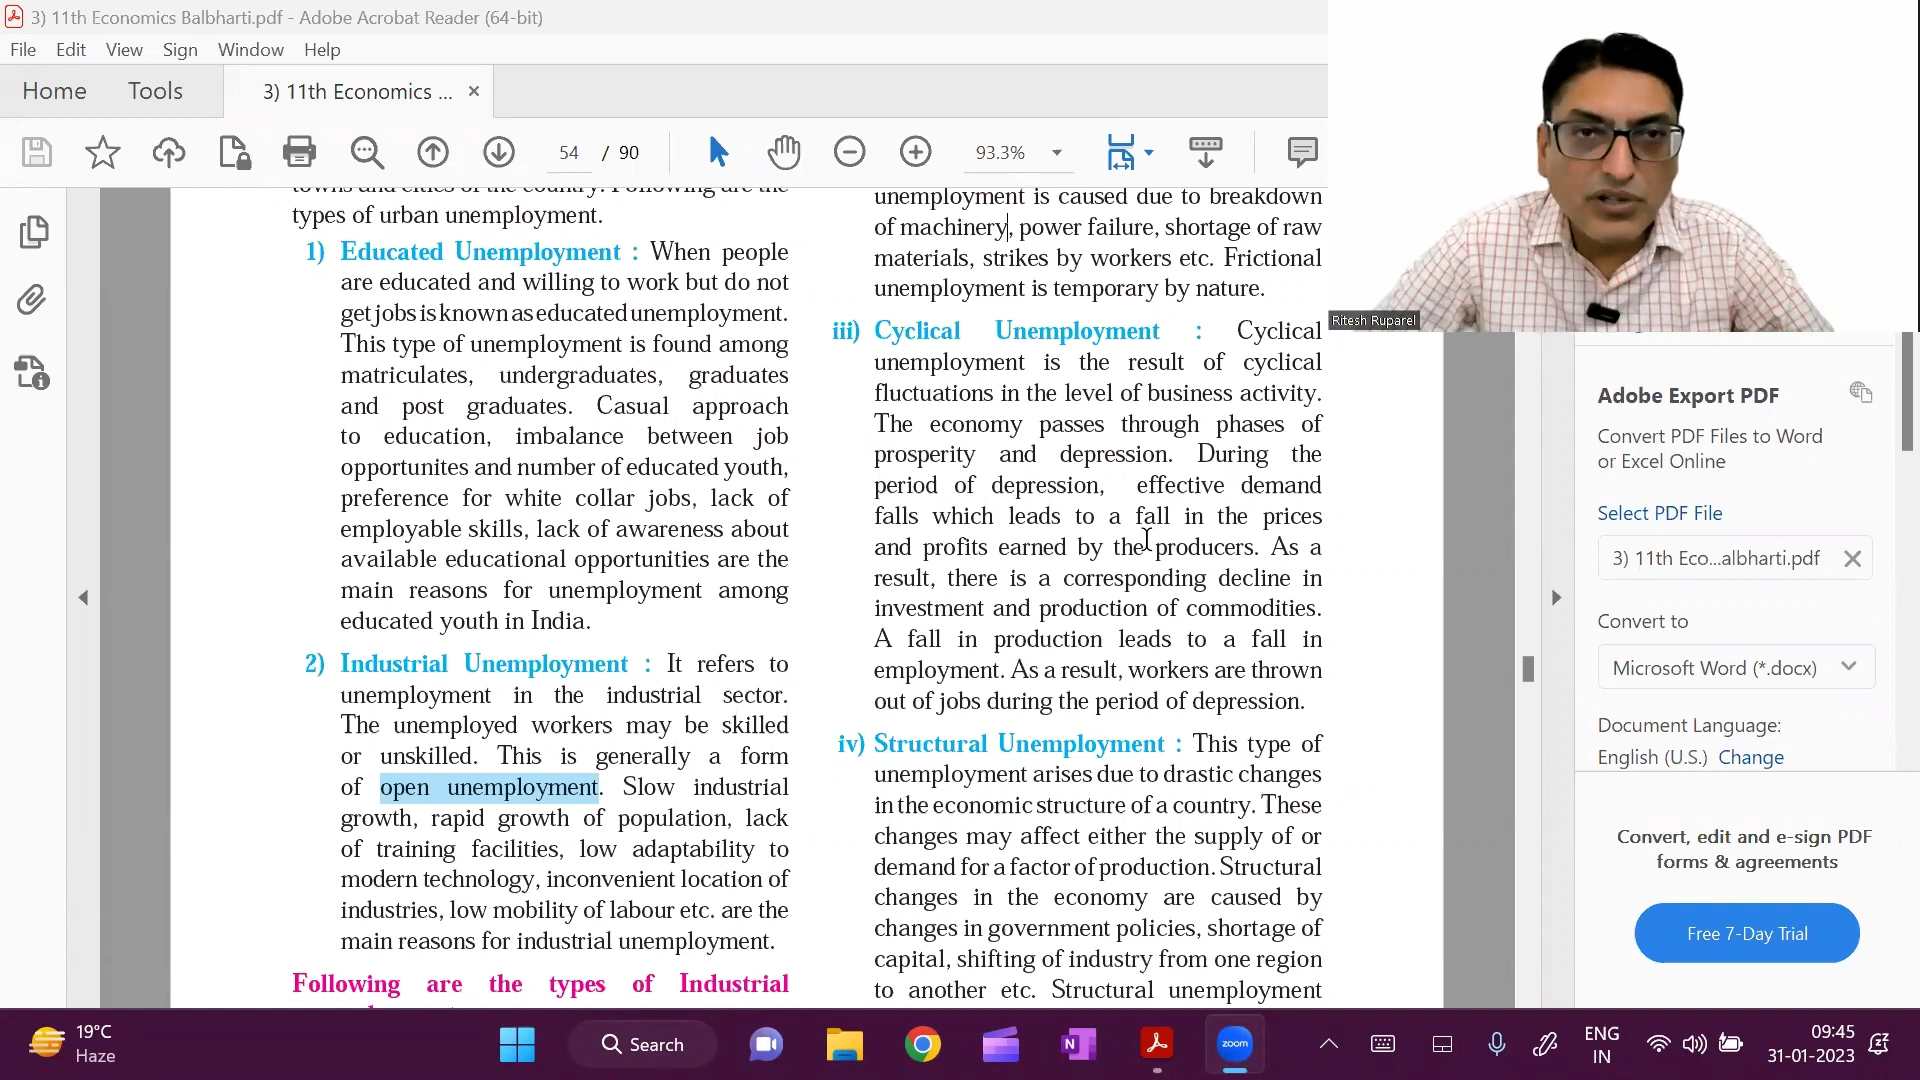 3) 11th Economics Balbharti.pdf - Adobe Acrobat Reader (64-bit)
File Edit View Sign Window Help
Home Tools 3) 11th Economics ... ×
54 / 90 93.3%
towns and cities of the country. Following are the
types of urban unemployment.
1) Educated Unemployment : When people
are educated and willing to work but do not
get jobs is known as educated unemployment.
This type of unemployment is found among
matriculates, undergraduates, graduates
and post graduates. Casual approach
to education, imbalance between job
opportunites and number of educated youth,
preference for white collar jobs, lack of
employable skills, lack of awareness about
available educational opportunities are the
main reasons for unemployment among
educated youth in India.
2) Industrial Unemployment : It refers to
unemployment in the industrial sector.
The unemployed workers may be skilled
or unskilled. This is generally a form
of open unemployment. Slow industrial
growth, rapid growth of population, lack
of training facilities, low adaptability to
modern technology, inconvenient location of
industries, low mobility of labour etc. are the
main reasons for industrial unemployment.
Following are the types of Industrial
unemployment is caused due to breakdown
of machinery, power failure, shortage of raw
materials, strikes by workers etc. Frictional
unemployment is temporary by nature.
iii) Cyclical Unemployment : Cyclical
unemployment is the result of cyclical
fluctuations in the level of business activity.
The economy passes through phases of
prosperity and depression. During the
period of depression, effective demand
falls which leads to a fall in the prices
and profits earned by the producers. As a
result, there is a corresponding decline in
investment and production of commodities.
A fall in production leads to a fall in
employment. As a result, workers are thrown
out of jobs during the period of depression.
iv) Structural Unemployment : This type of
unemployment arises due to drastic changes
in the economic structure of a country. These
changes may affect either the supply of or
demand for a factor of production. Structural
changes in the economy are caused by
changes in government policies, shortage of
capital, shifting of industry from one region
to another etc. Structural unemployment
Ritesh Ruparel
Adobe Export PDF
Convert PDF Files to Word
or Excel Online
Select PDF File
3) 11th Eco...albharti.pdf
Convert to
Microsoft Word (*.docx)
Document Language:
English (U.S.) Change
Convert, edit and e-sign PDF
forms & agreements
Free 7-Day Trial
19°C
Haze
Search
N
zoom
ENG
IN
09:45
31-01-2023